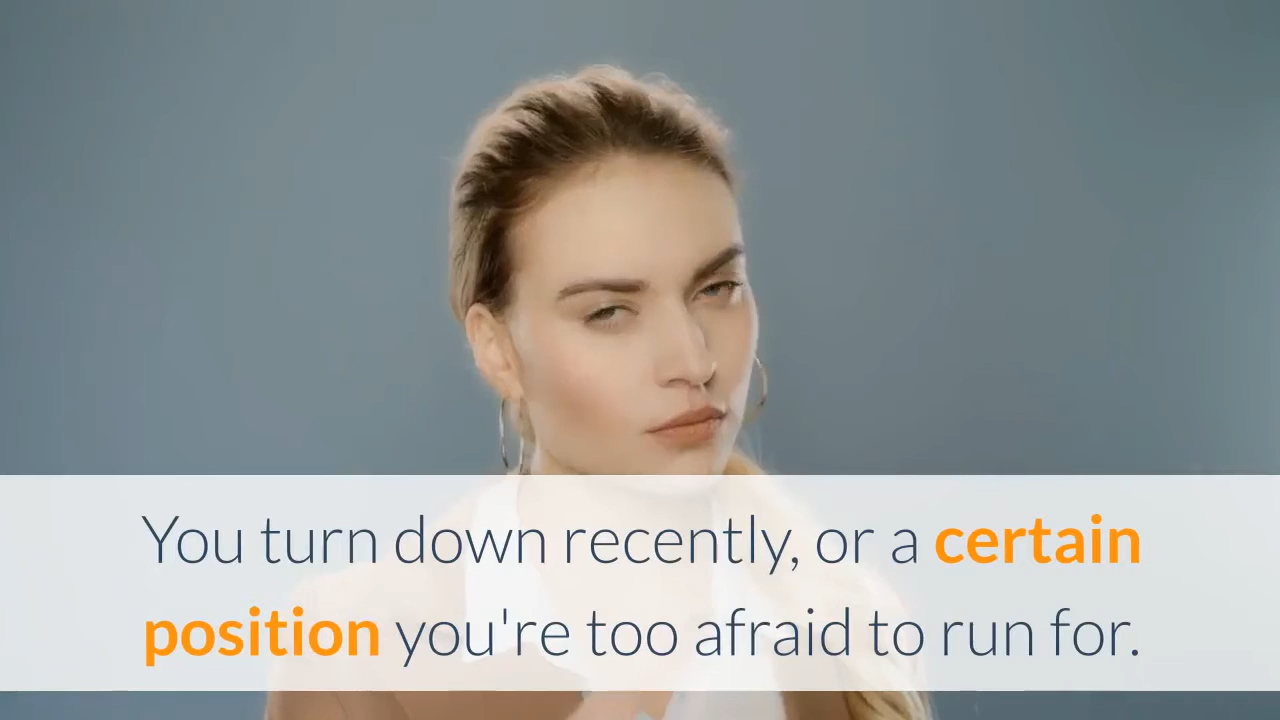 You turn down recently, or a certain
position you're too afraid to run for.